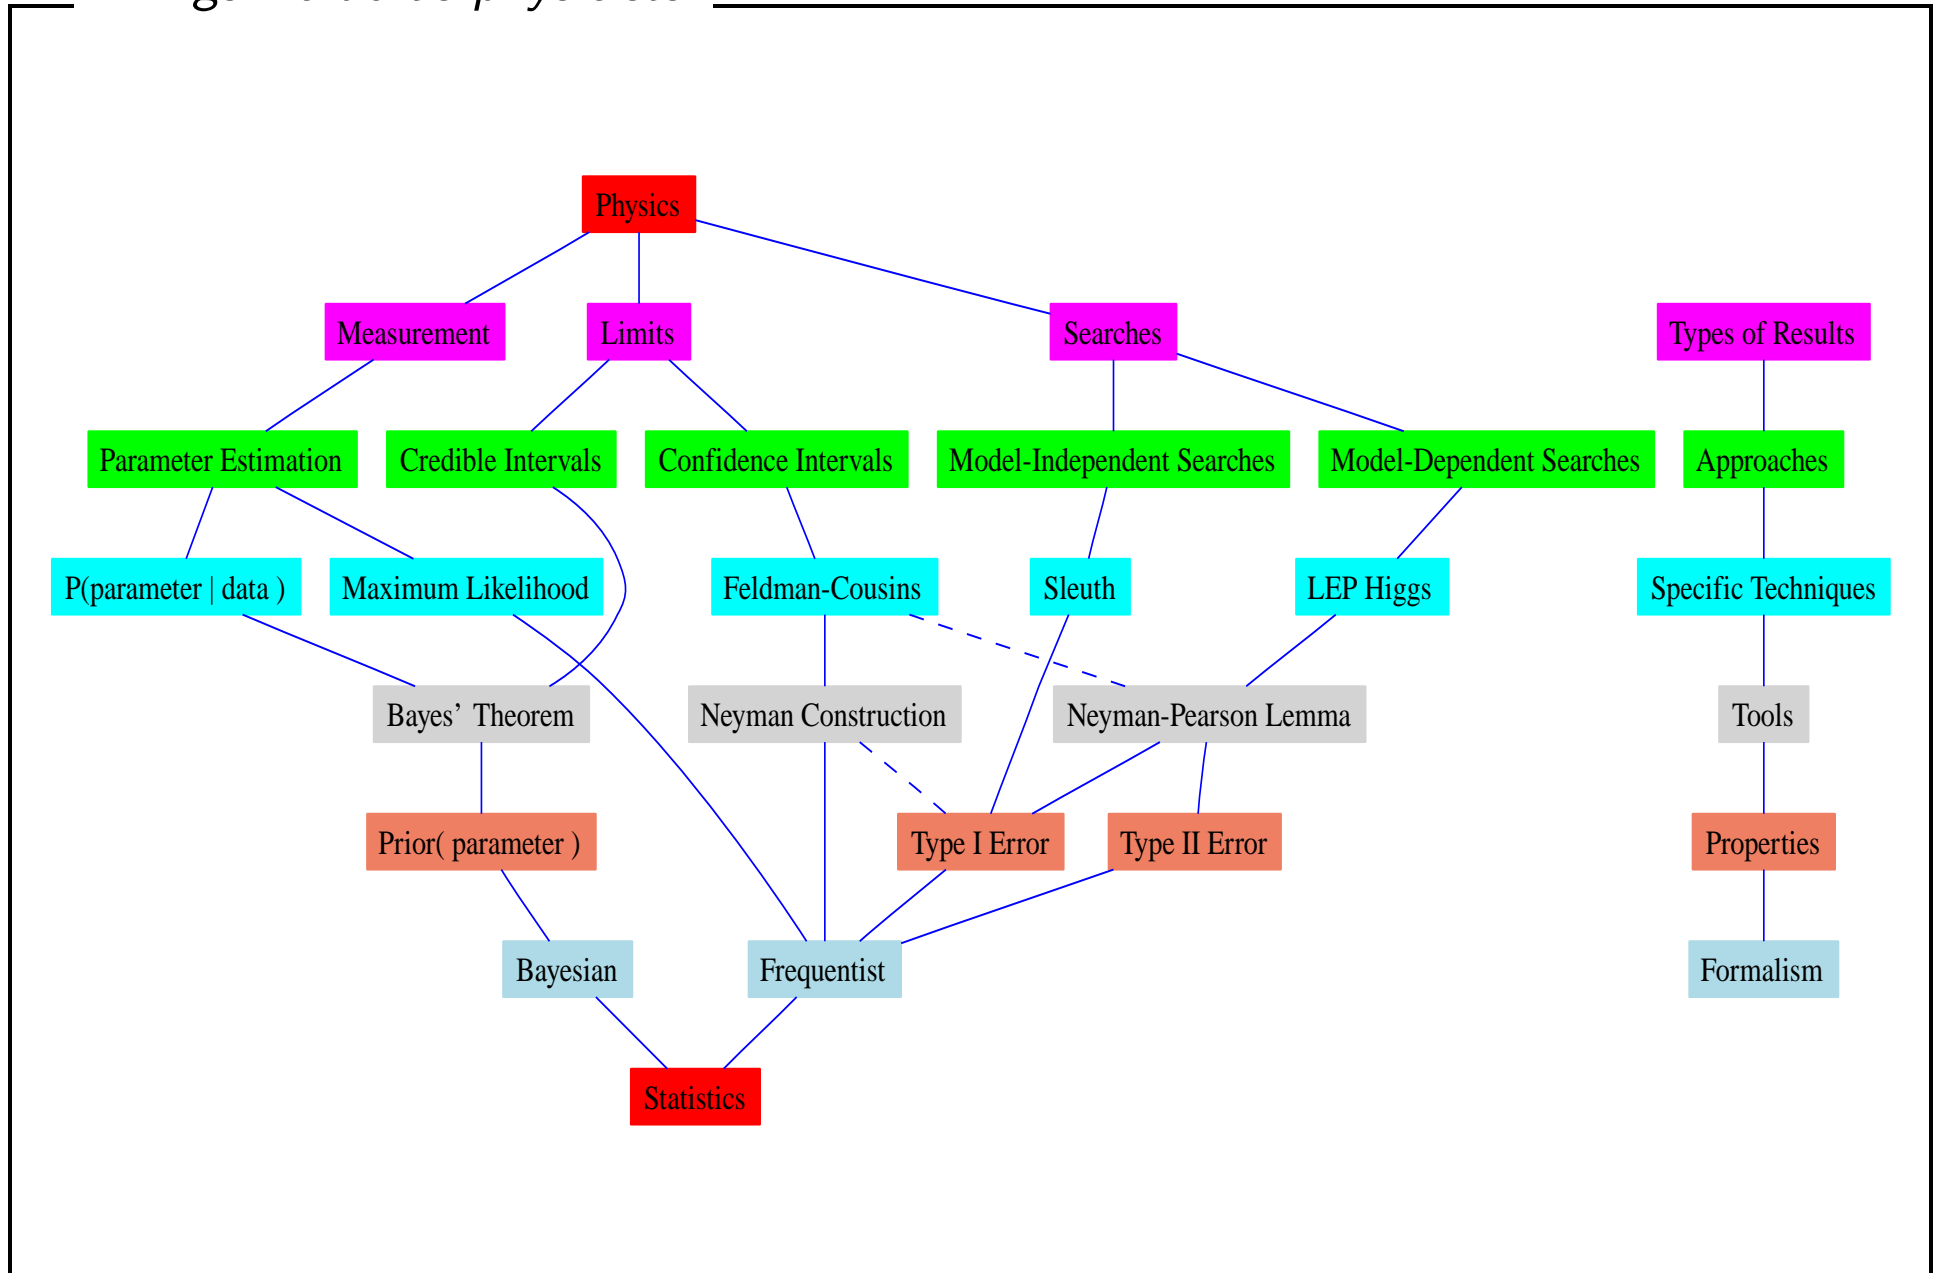 Physics
Measurement
Limits
Searches
Types of Results
Parameter Estimation
Credible Intervals
Confidence Intervals
Model-Independent Searches
Model-Dependent Searches
Approaches
P(parameter | data )
Maximum Likelihood
Feldman-Cousins
Sleuth
LEP Higgs
Specific Techniques
Bayes’ Theorem
Neyman Construction
Neyman-Pearson Lemma
Tools
Prior( parameter )
Type I Error
Type II Error
Properties
Bayesian
Frequentist
Formalism
Statistics